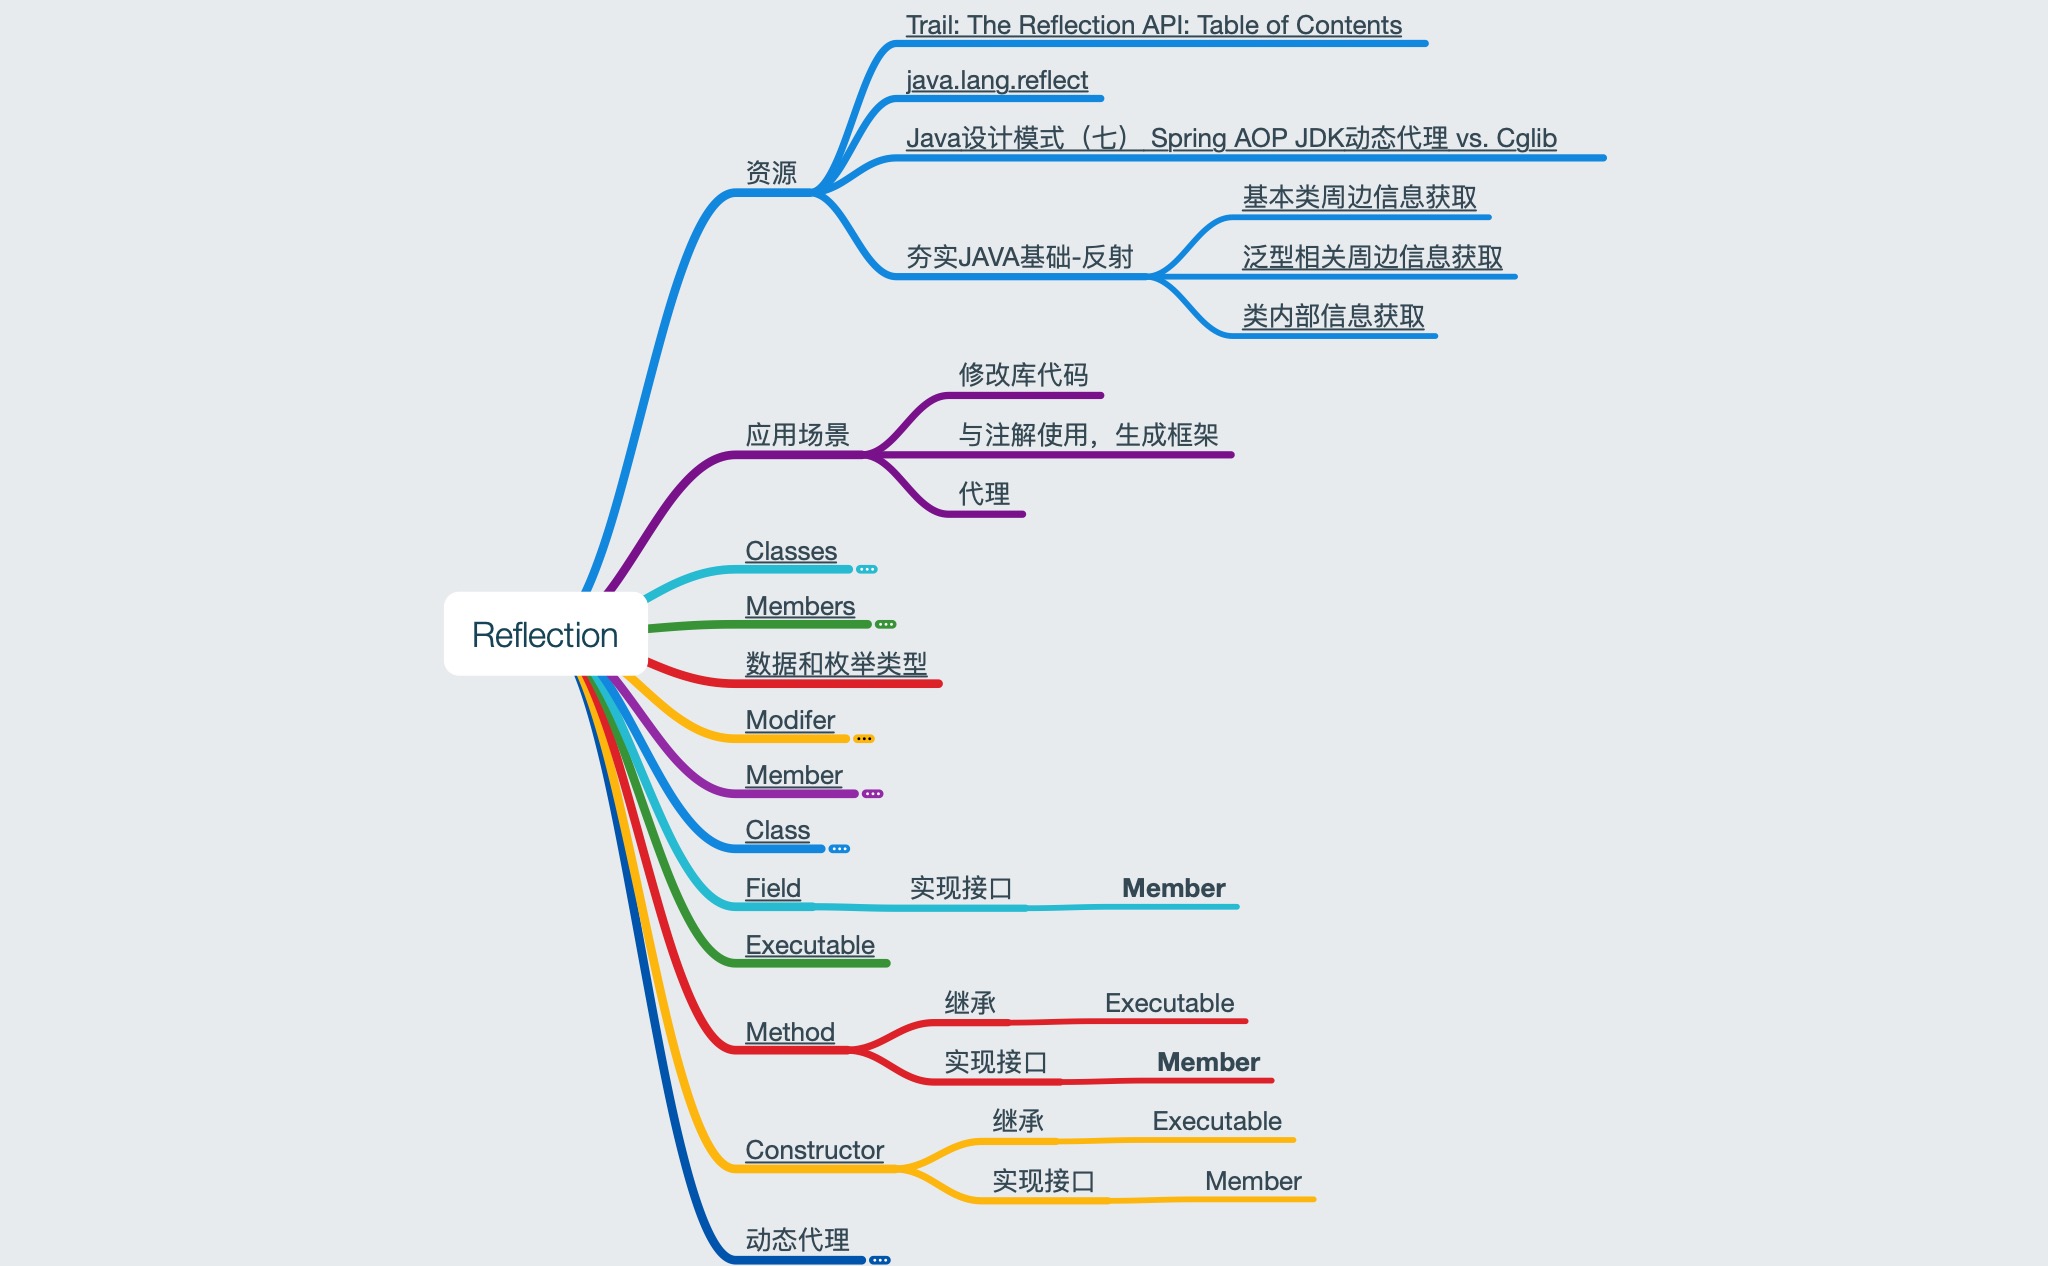 Trail: The Reflection API: Table of Contents
java.lang.reflect
Java设计模式（七） Spring AOP JDK动态代理 vs. Cglib
资源
基本类周边信息获取
夯实JAVA基础-反射
泛型相关周边信息获取
类内部信息获取
修改库代码
应用场景
与注解使用，生成框架
代理
Classes
Members
Reflection
数据和枚举类型
Modifer
Member
Class
Field 实现接口 Member
Executable
继承 Executable
Method
实现接口 Member
继承 Executable
Constructor
实现接口 Member
动态代理